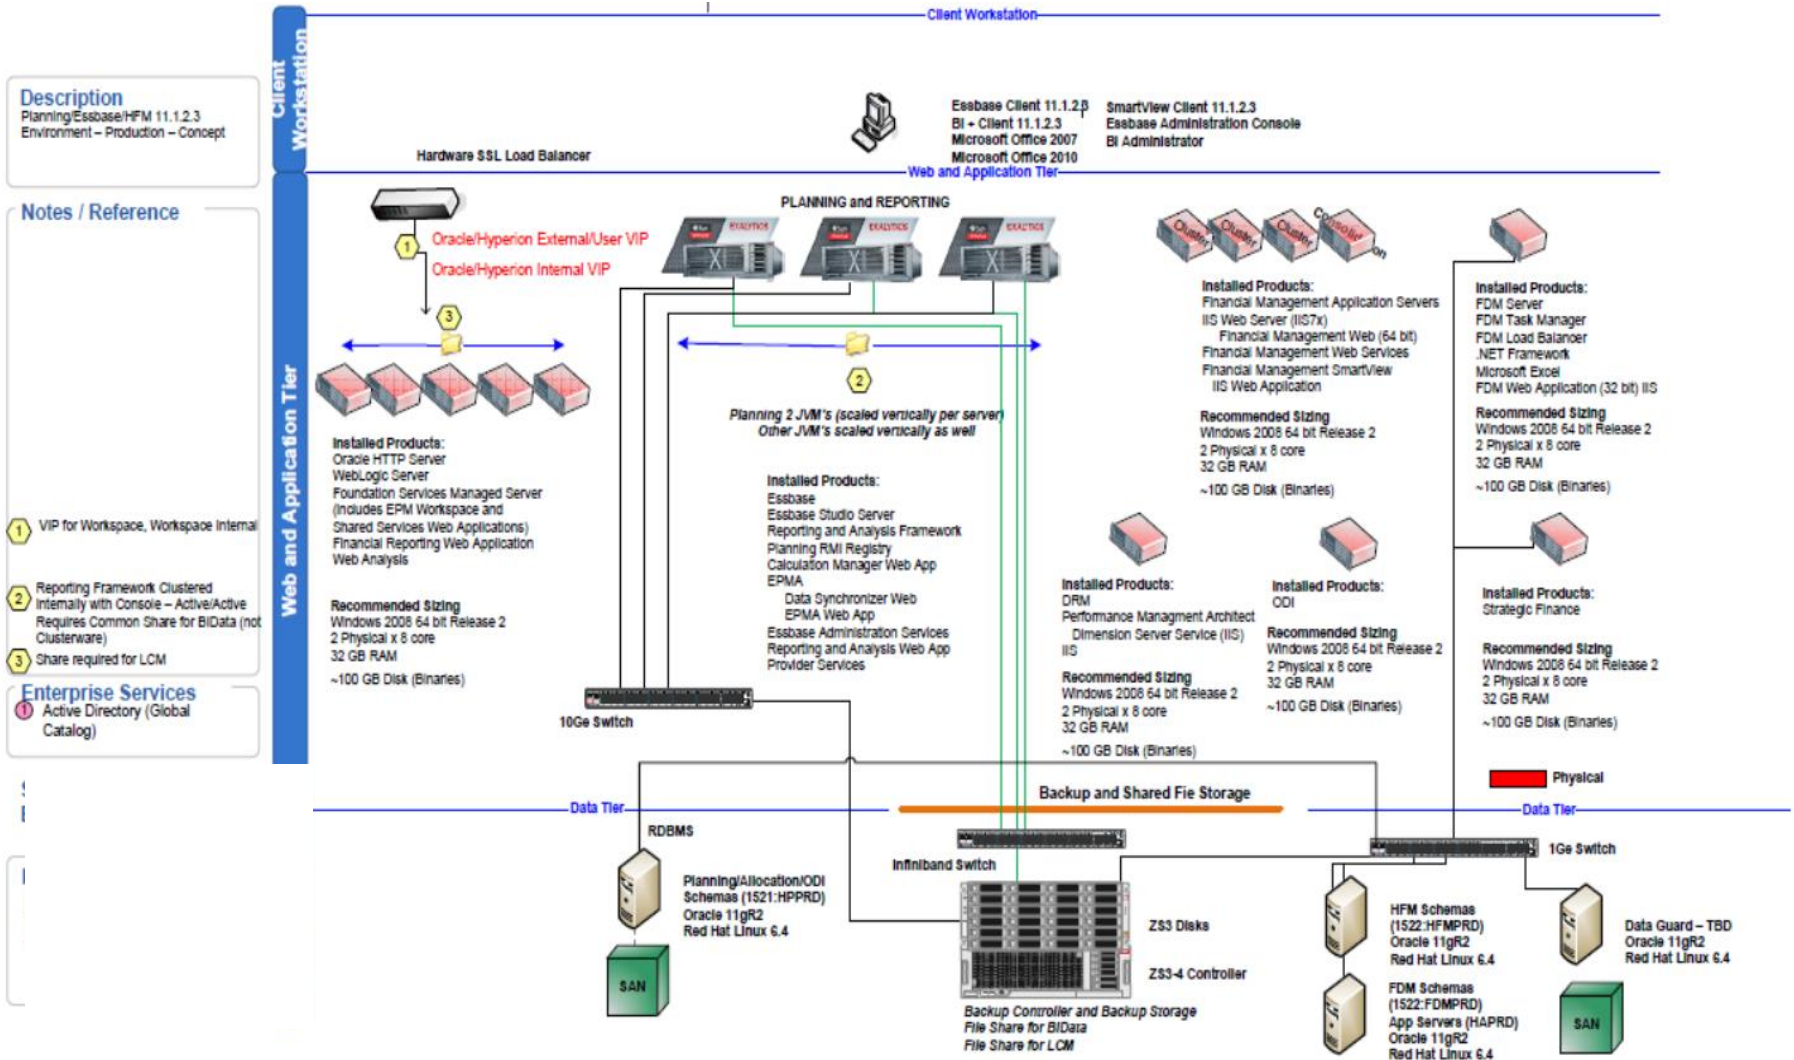 Client Workstation
Client
Workstation
Description
Planning/Essbase/HFM 11.1.2.3
Environment – Production – Concept
Essbase Client 11.1.2.3
BI + Client 11.1.2.3
Microsoft Office 2007
Microsoft Office 2010
SmartView Client 11.1.2.3
Essbase Administration Console
BI Administrator
Hardware SSL Load Balancer
Web and Application Tier
Web and Application Tier
Notes / Reference
1 VIP for Workspace, Workspace Internal
2 Reporting Framework Clustered
Internally with Console – Active/Active
Requires Common Share for BIData (not
Clusterware)
3 Share required for LCM
Enterprise Services
1 Active Directory (Global
Catalog)
1
Oracle/Hyperion External/User VIP
Oracle/Hyperion Internal VIP
3
Installed Products:
Oracle HTTP Server
WebLogic Server
Foundation Services Managed Server
(Includes EPM Workspace and
Shared Services Web Applications)
Financial Reporting Web Application
Web Analysis
Recommended Sizing
Windows 2008 64 bit Release 2
2 Physical x 8 core
32 GB RAM
~100 GB Disk (Binaries)
PLANNING and REPORTING
EXALYTICS
EXALYTICS
EXALYTICS
2
Planning 2 JVM's (scaled vertically per server)
Other JVM's scaled vertically as well
Installed Products:
Essbase
Essbase Studio Server
Reporting and Analysis Framework
Planning RMI Registry
Calculation Manager Web App
EPMA
Data Synchronizer Web
EPMA Web App
Essbase Administration Services
Reporting and Analysis Web App
Provider Services
10Ge Switch
Cluster
Cluster
Cluster
Consolidation
Installed Products:
Financial Management Application Servers
IIS Web Server (IIS7x)
Financial Management Web (64 bit)
Financial Management Web Services
Financial Management SmartView
IIS Web Application
Recommended Sizing
Windows 2008 64 bit Release 2
2 Physical x 8 core
32 GB RAM
~100 GB Disk (Binaries)
Installed Products:
FDM Server
FDM Task Manager
FDM Load Balancer
.NET Framework
Microsoft Excel
FDM Web Application (32 bit) IIS
Recommended Sizing
Windows 2008 64 bit Release 2
2 Physical x 8 core
32 GB RAM
~100 GB Disk (Binaries)
Installed Products:
DRM
Performance Managment Architect
Dimension Server Service (IIS)
IIS
Recommended Sizing
Windows 2008 64 bit Release 2
2 Physical x 8 core
32 GB RAM
~100 GB Disk (Binaries)
Installed Products:
ODI
Recommended Sizing
Windows 2008 64 bit Release 2
2 Physical x 8 core
32 GB RAM
~100 GB Disk (Binaries)
Installed Products:
Strategic Finance
Recommended Sizing
Windows 2008 64 bit Release 2
2 Physical x 8 core
32 GB RAM
~100 GB Disk (Binaries)
Physical
Data Tier
Backup and Shared Fie Storage
Data Tier
RDBMS
Planning/Allocation/ODI
Schemas (1521:HPPRD)
Oracle 11gR2
Red Hat Linux 6.4
SAN
Infiniband Switch
ZS3 Disks
ZS3-4 Controller
Backup Controller and Backup Storage
File Share for BIData
File Share for LCM
1Ge Switch
HFM Schemas
(1522:HFMPRD)
Oracle 11gR2
Red Hat Linux 6.4
FDM Schemas
(1522:FDMPRD)
App Servers (HAPRD)
Oracle 11gR2
Red Hat Linux 6.4
Data Guard – TBD
Oracle 11gR2
Red Hat Linux 6.4
SAN